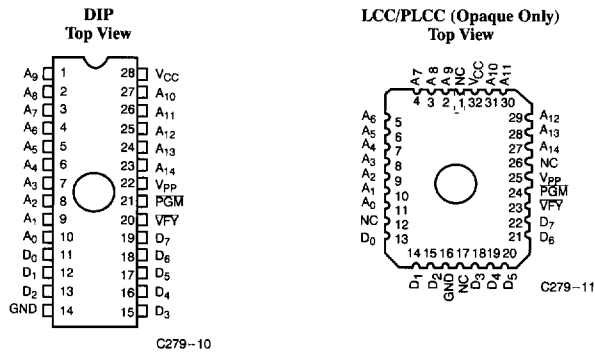 DIP
Top View
A9 1 28 VCC
A8 2 27 A10
A7 3 26 A11
A6 4 25 A12
A5 5 24 A13
A4 6 23 A14
A3 7 22 VPP
A2 8 21 PGM
A1 9 20 VFY
A0 10 19 D7
D0 11 18 D6
D1 12 17 D5
D2 13 16 D4
GND 14 15 D3
C279–10
LCC/PLCC (Opaque Only)
Top View
A7 A8 A9 NC VCC A10 A11
4 3 2 1 32 31 30
A6 5 29 A12
A5 6 28 A13
A4 7 27 A14
A3 8 26 NC
A2 9 25 VPP
A1 10 24 PGM
A0 11 23 VFY
NC 12 22 D7
D0 13 21 D6
14 15 16 17 18 19 20
D1 D2 GND NC D3 D4 D5
C279–11